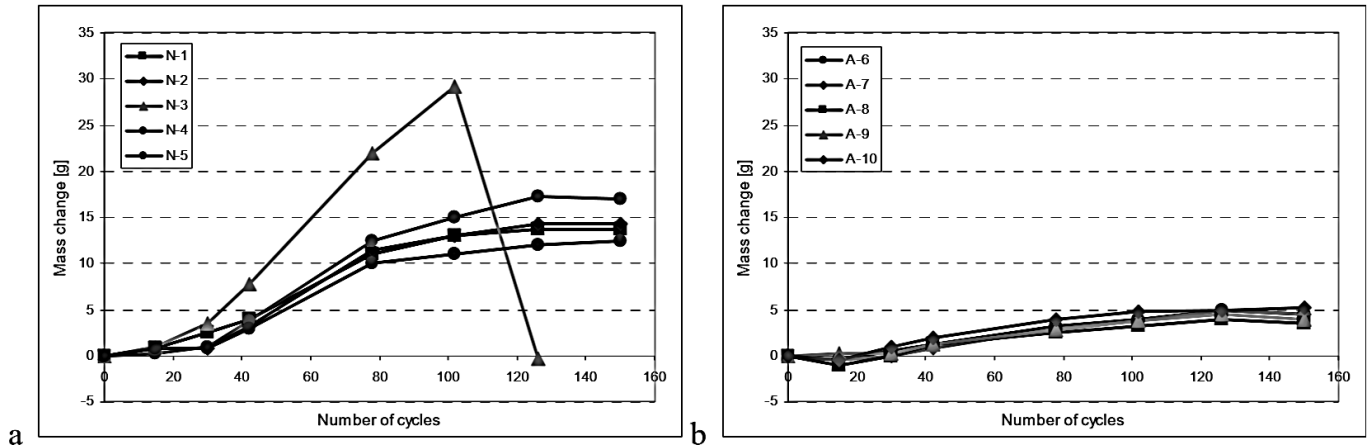 35
30
25
20
15
10
5
0
-5
0 20 40 60 80 100 120 140 160
Mass change [g]
Number of cycles
N-1
N-2
N-3
N-4
N-5
a
35
30
25
20
15
10
5
0
-5
0 20 40 60 80 100 120 140 160
Mass change [g]
Number of cycles
A-6
A-7
A-8
A-9
A-10
b